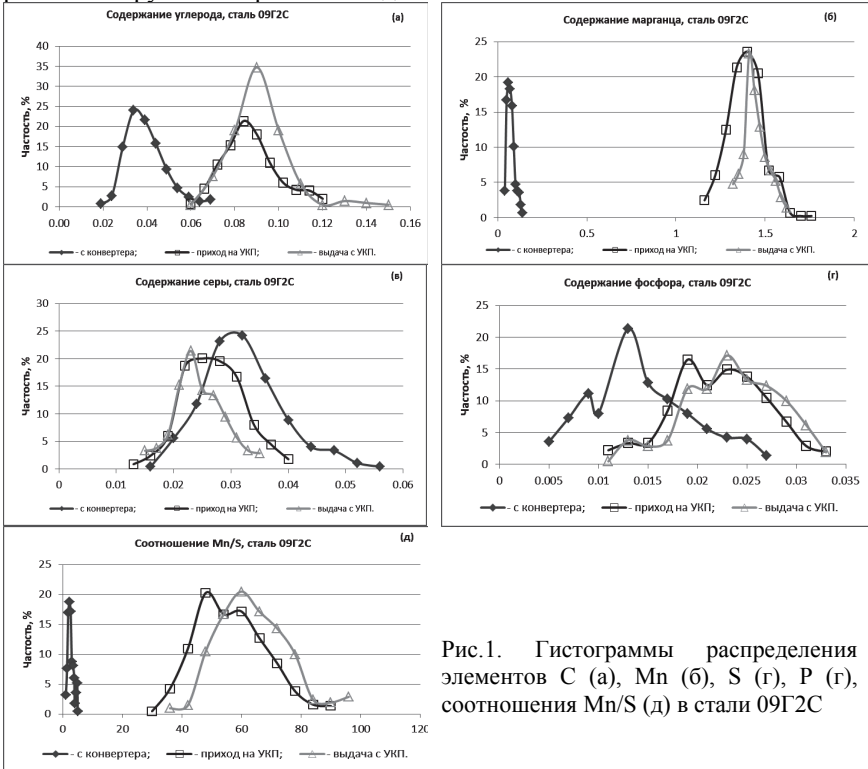 Содержание углерода, сталь 09Г2С
(а)
Частость, %
40
35
30
25
20
15
10
5
0
0.00 0.02 0.04 0.06 0.08 0.10 0.12 0.14 0.16
- с конвертера; - приход на УКП; - выдача с УКП.
Содержание марганца, сталь 09Г2С
(б)
Частость, %
25
20
15
10
5
0
0 0.5 1 1.5 2
- с конвертера; - приход на УКП; - выдача с УКП.
Содержание серы, сталь 09Г2С
(в)
Частость, %
30
25
20
15
10
5
0
0 0.01 0.02 0.03 0.04 0.05 0.06
- с конвертера; - приход на УКП; - выдача с УКП.
Содержание фосфора, сталь 09Г2С
(г)
Частость, %
25
20
15
10
5
0
0 0.005 0.01 0.015 0.02 0.025 0.03 0.035
- с конвертера; - приход на УКП; - выдача с УКП.
Соотношение Mn/S, сталь 09Г2С
(д)
Частость, %
25
20
15
10
5
0
0 20 40 60 80 100 120
- с конвертера; - приход на УКП; - выдача с УКП.
Рис.1. Гистограммы распределения
элементов C (а), Mn (б), S (г), P (г),
соотношения Mn/S (д) в стали 09Г2С